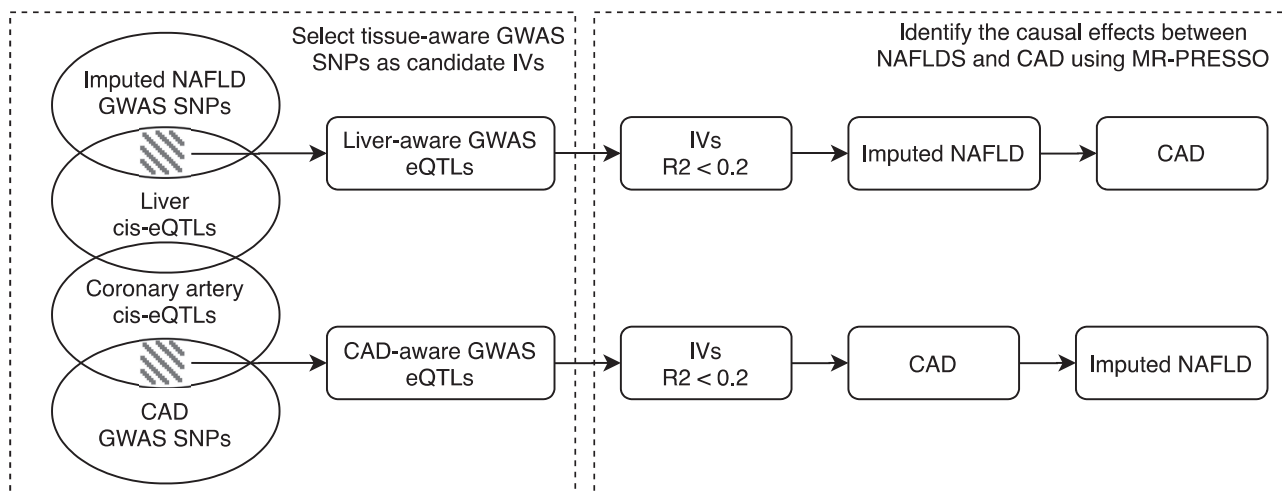 Select tissue-aware GWAS
SNPs as candidate IVs
Imputed NAFLD
GWAS SNPs
Liver
cis-eQTLs
Coronary artery
cis-eQTLs
CAD
GWAS SNPs
Liver-aware GWAS
eQTLs
CAD-aware GWAS
eQTLs
Identify the causal effects between
NAFLDS and CAD using MR-PRESSO
IVs
R2 < 0.2
Imputed NAFLD
CAD
IVs
R2 < 0.2
CAD
Imputed NAFLD